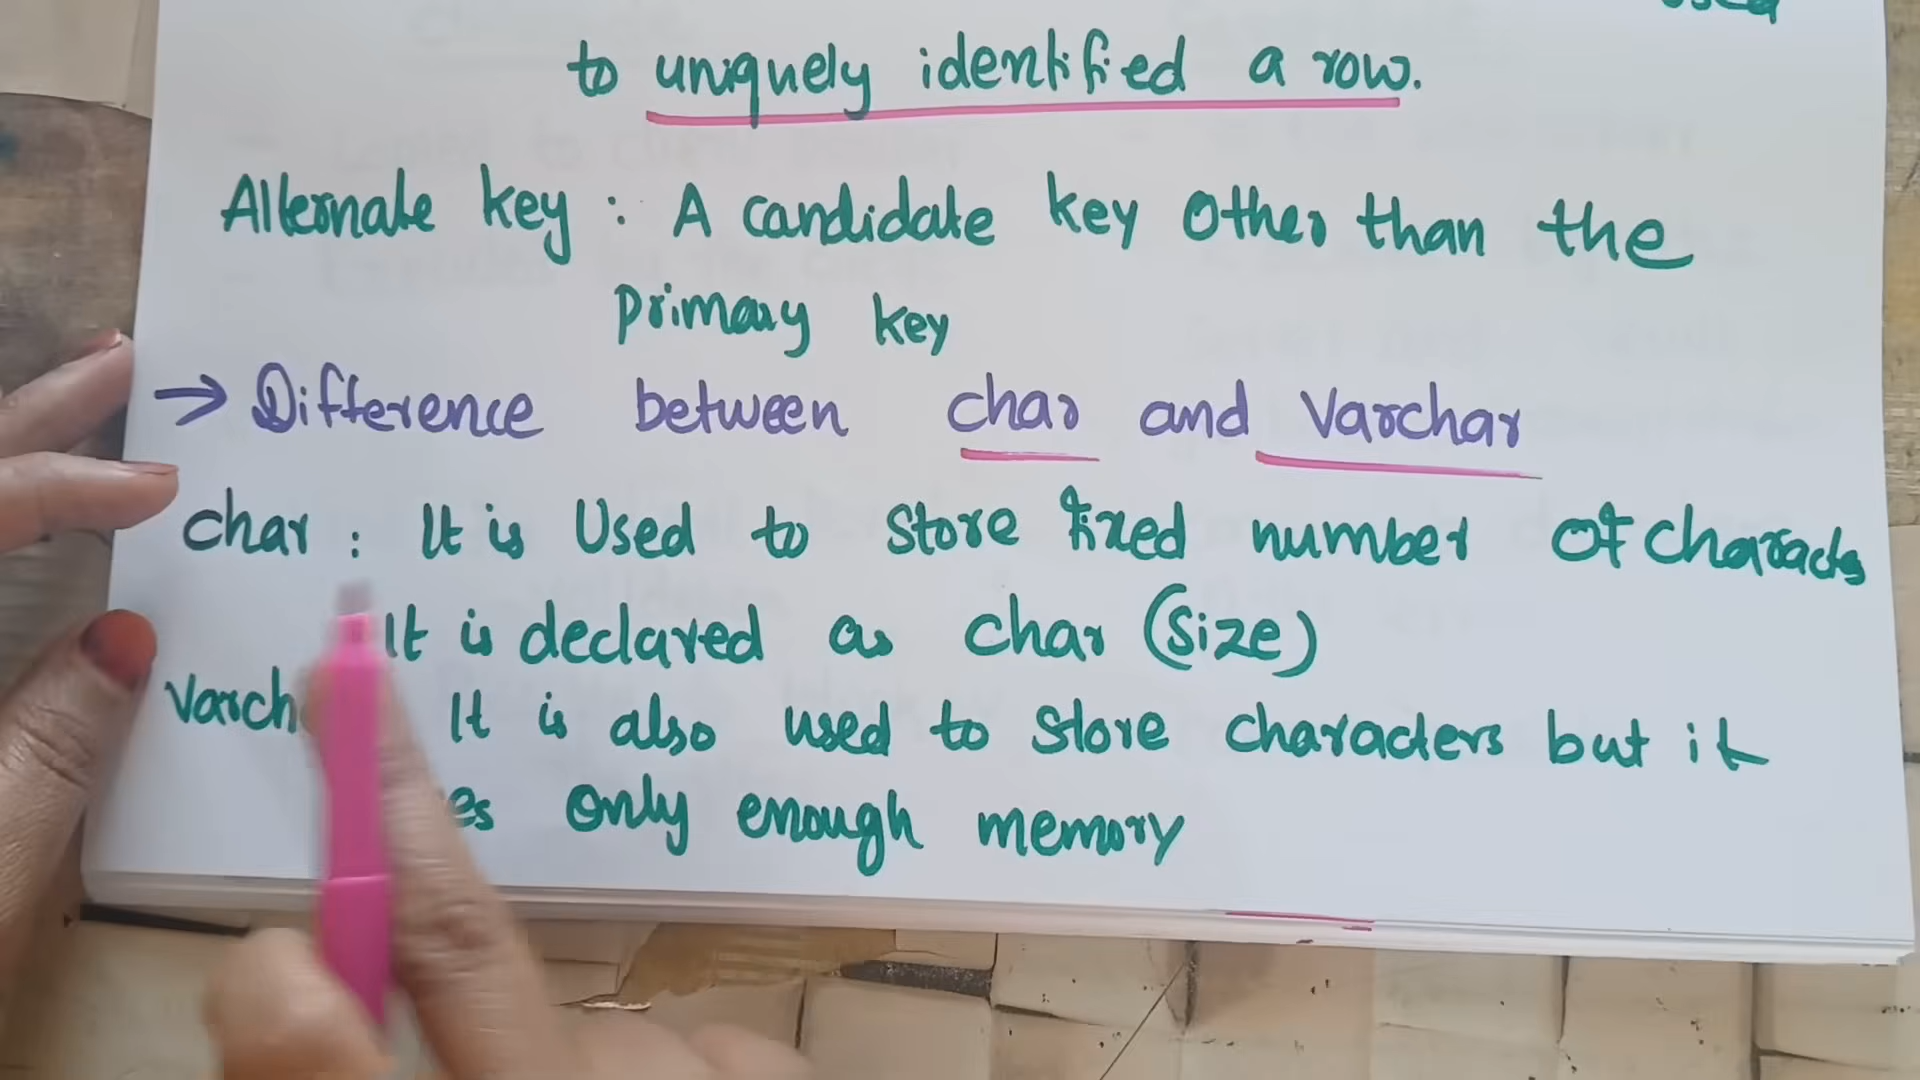 to uniquely identified a row.
Alternate key : A candidate key other than the
primary key
→ Difference between char and Varchar
char : It is Used to store fixed number of characters
It is declared as char (size)
It is also used to store characters but it
only enough memory